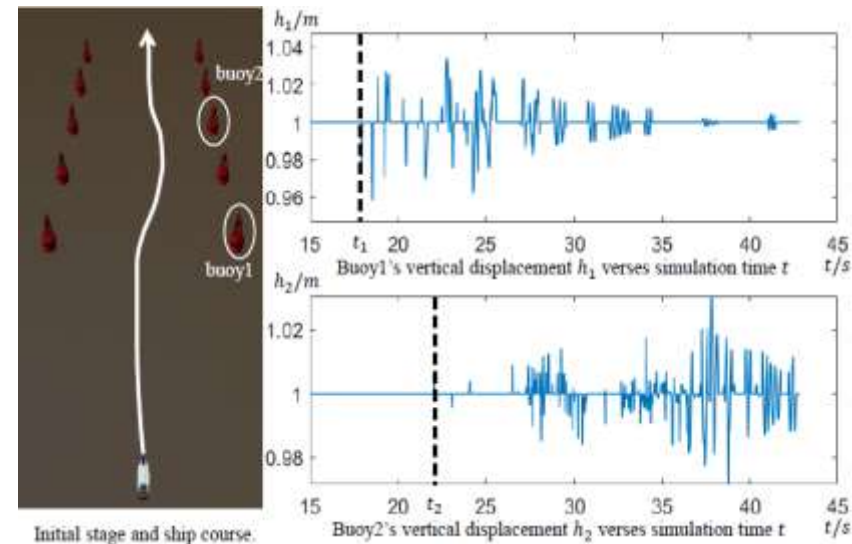 buoy2
buoy1
Initial stage and ship course.
h₁/m
1.04
1.02
1
0.98
0.96
15 t₁ 20 25 30 35 40 45
Buoy1's vertical displacement h₁ verses simulation time t t/s
h₂/m
1.02
1
0.98
15 20 t₂ 25 30 35 40 45
Buoy2's vertical displacement h₂ verses simulation time t t/s